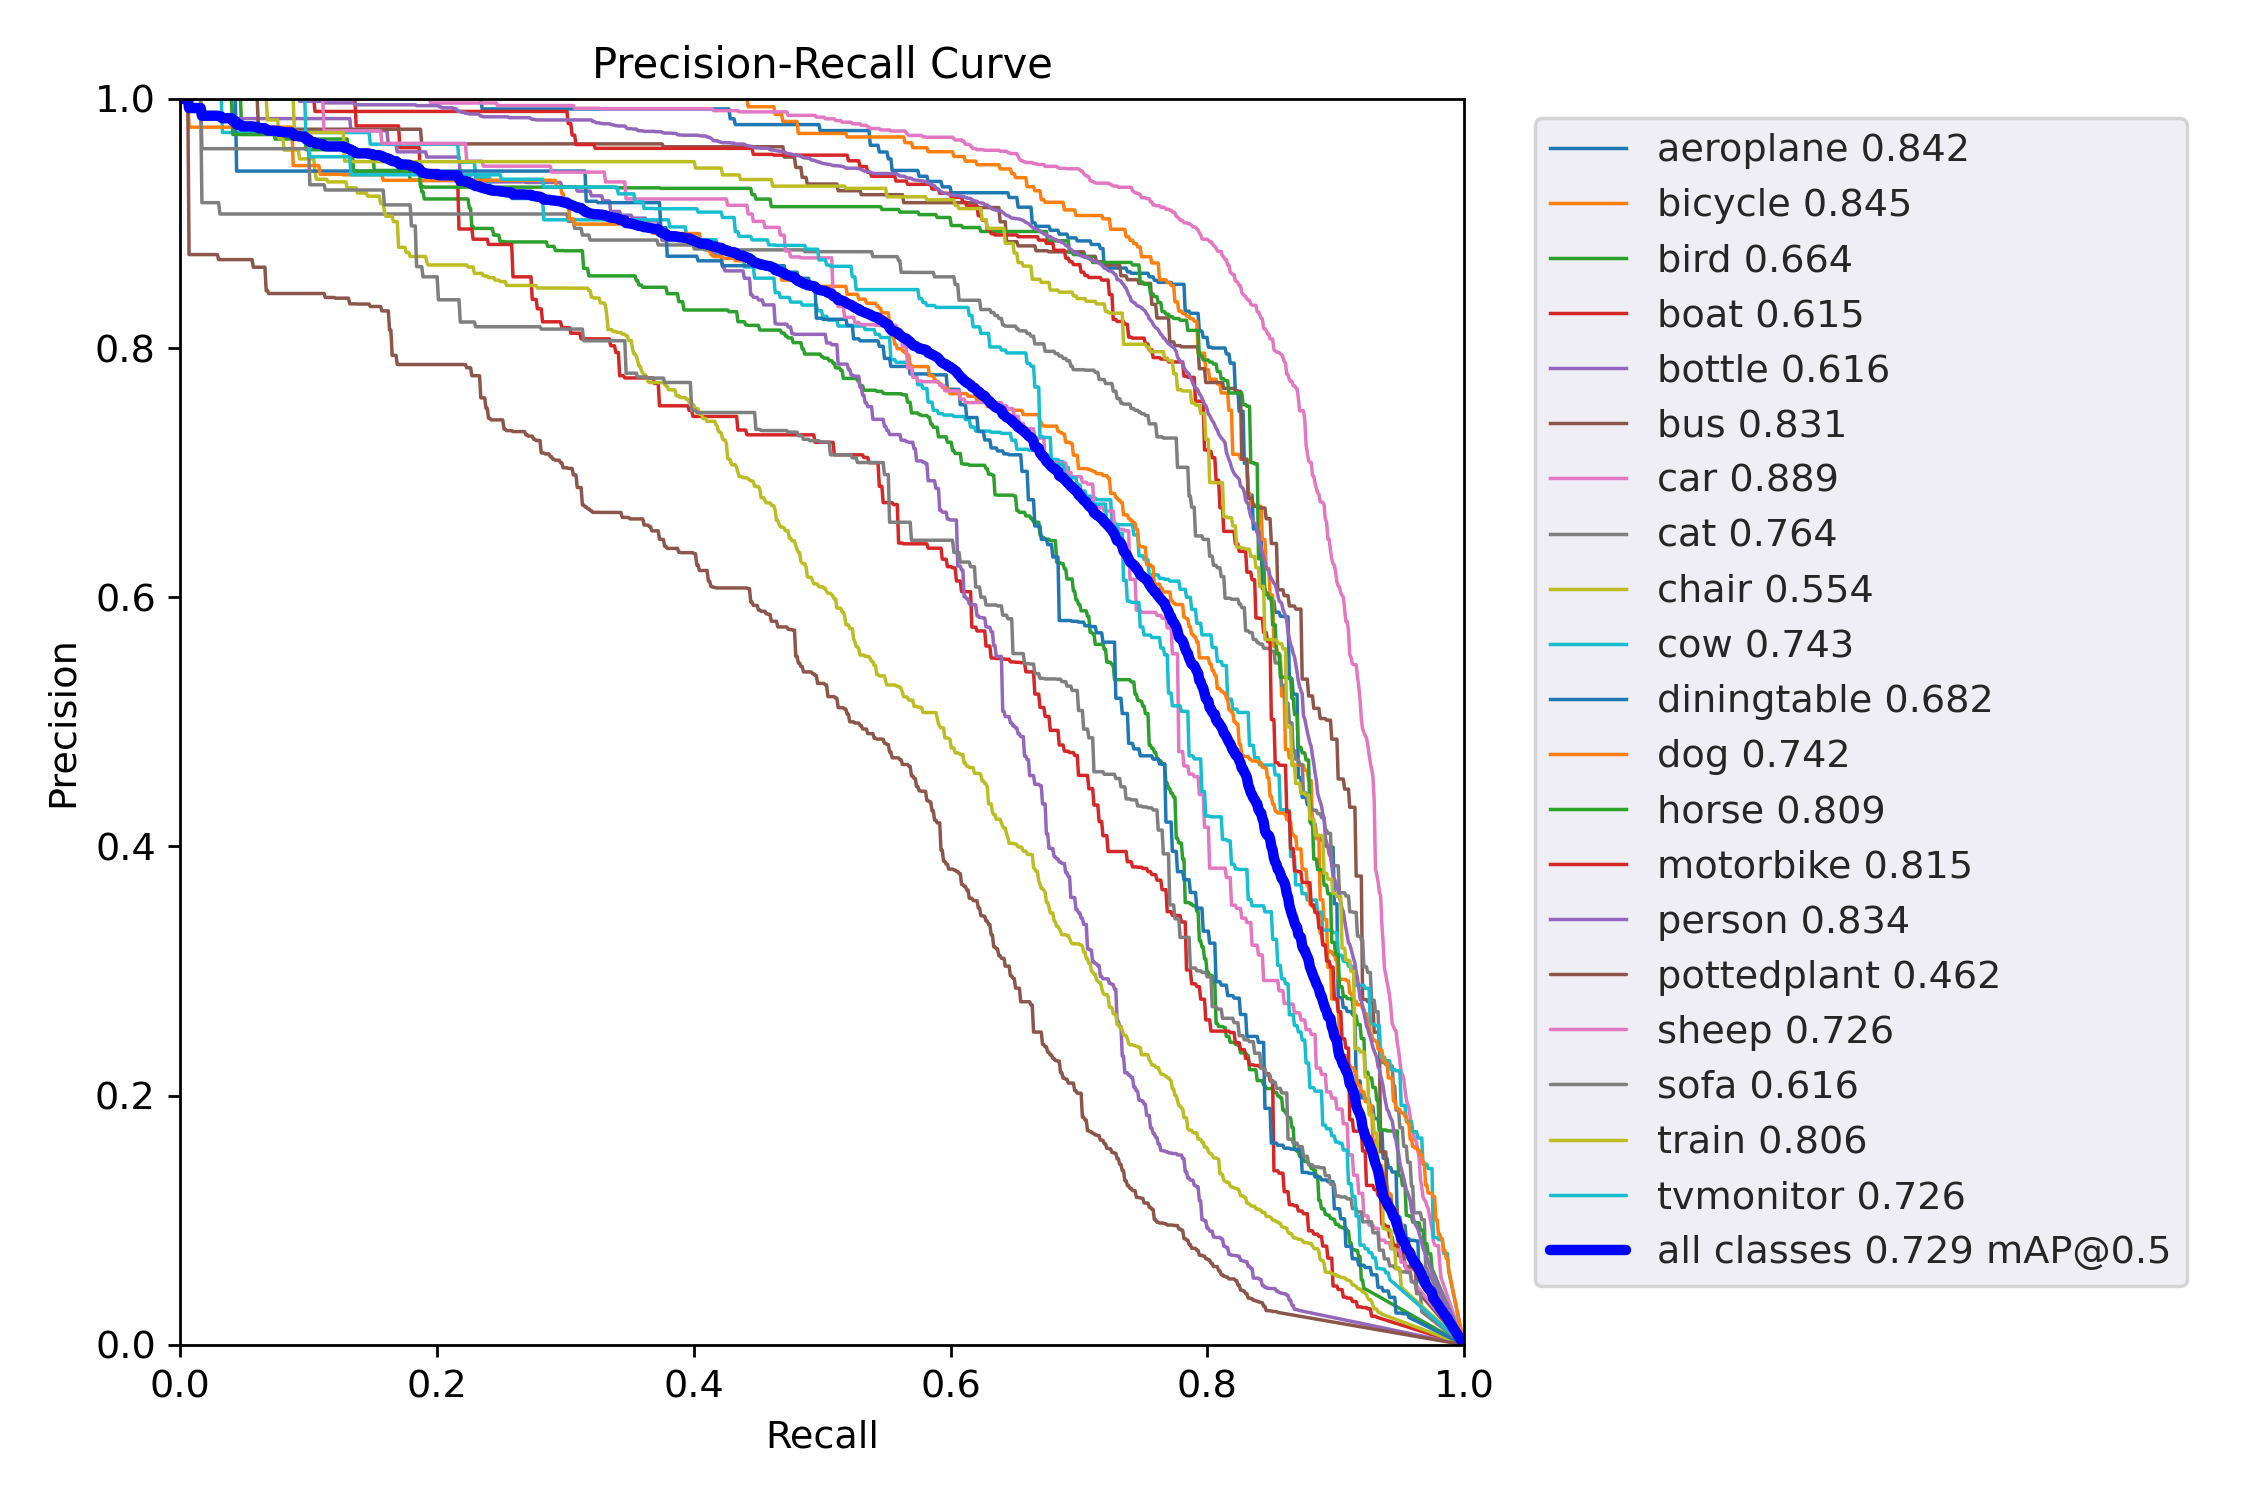 Precision-Recall Curve
1.0
0.8
0.6
0.4
0.2
0.0
Precision
0.0 0.2 0.4 0.6 0.8 1.0
Recall
aeroplane 0.842
bicycle 0.845
bird 0.664
boat 0.615
bottle 0.616
bus 0.831
car 0.889
cat 0.764
chair 0.554
cow 0.743
diningtable 0.682
dog 0.742
horse 0.809
motorbike 0.815
person 0.834
pottedplant 0.462
sheep 0.726
sofa 0.616
train 0.806
tvmonitor 0.726
all classes 0.729 mAP@0.5